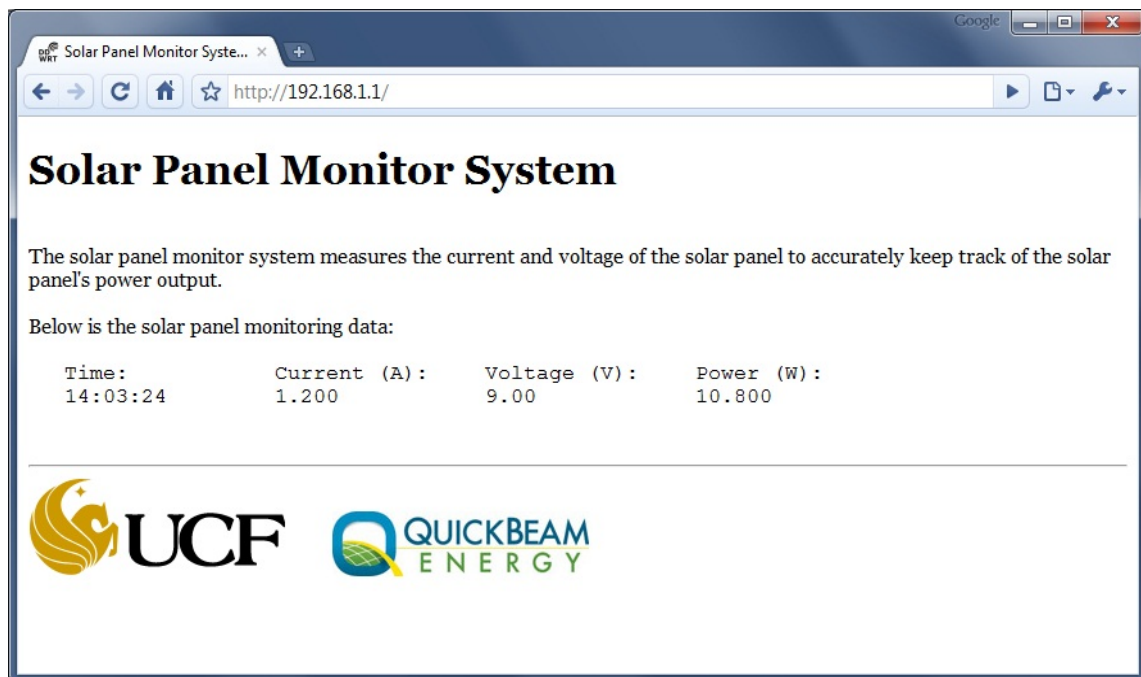 Google
DD WRT Solar Panel Monitor Syste...
http://192.168.1.1/
Solar Panel Monitor System
The solar panel monitor system measures the current and voltage of the solar panel to accurately keep track of the solar
panel's power output.
Below is the solar panel monitoring data:
Time: Current (A): Voltage (V): Power (W):
14:03:24 1.200 9.00 10.800
UCF QUICKBEAM
ENERGY